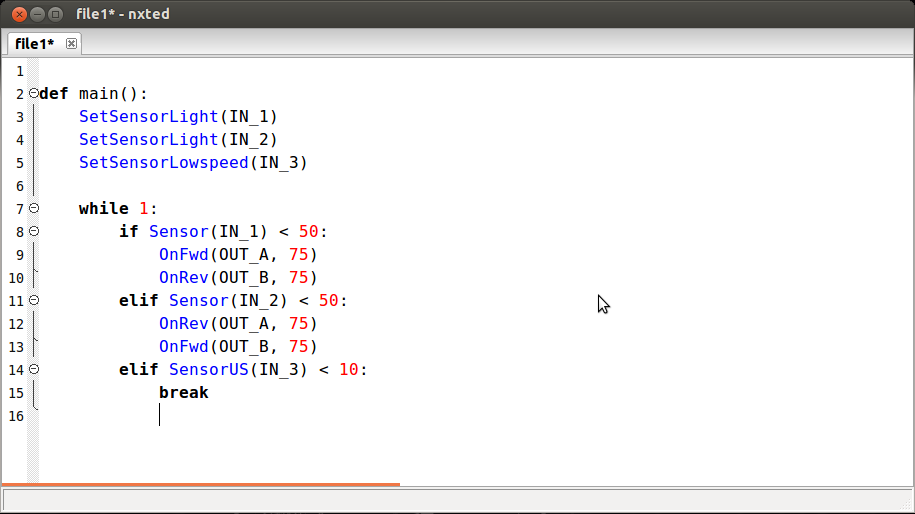 file1* - nxted
file1*
1
2 def main():
3     SetSensorLight(IN_1)
4     SetSensorLight(IN_2)
5     SetSensorLowspeed(IN_3)
6
7     while 1:
8         if Sensor(IN_1) < 50:
9             OnFwd(OUT_A, 75)
10             OnRev(OUT_B, 75)
11         elif Sensor(IN_2) < 50:
12             OnRev(OUT_A, 75)
13             OnFwd(OUT_B, 75)
14         elif SensorUS(IN_3) < 10:
15             break
16